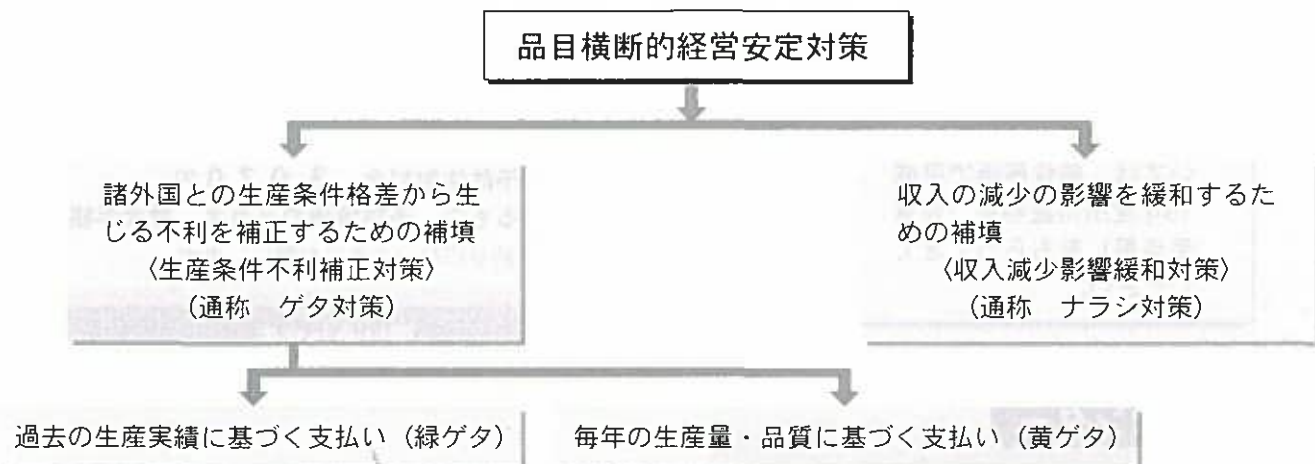 品目横断的経営安定対策
諸外国との生産条件格差から生
じる不利を補正するための補填
〈生産条件不利補正対策〉
(通称　ゲタ対策)
収入の減少の影響を緩和するた
めの補填
〈収入減少影響緩和対策〉
(通称　ナラシ対策)
過去の生産実績に基づく支払い（緑ゲタ）
毎年の生産量・品質に基づく支払い（黄ゲタ）